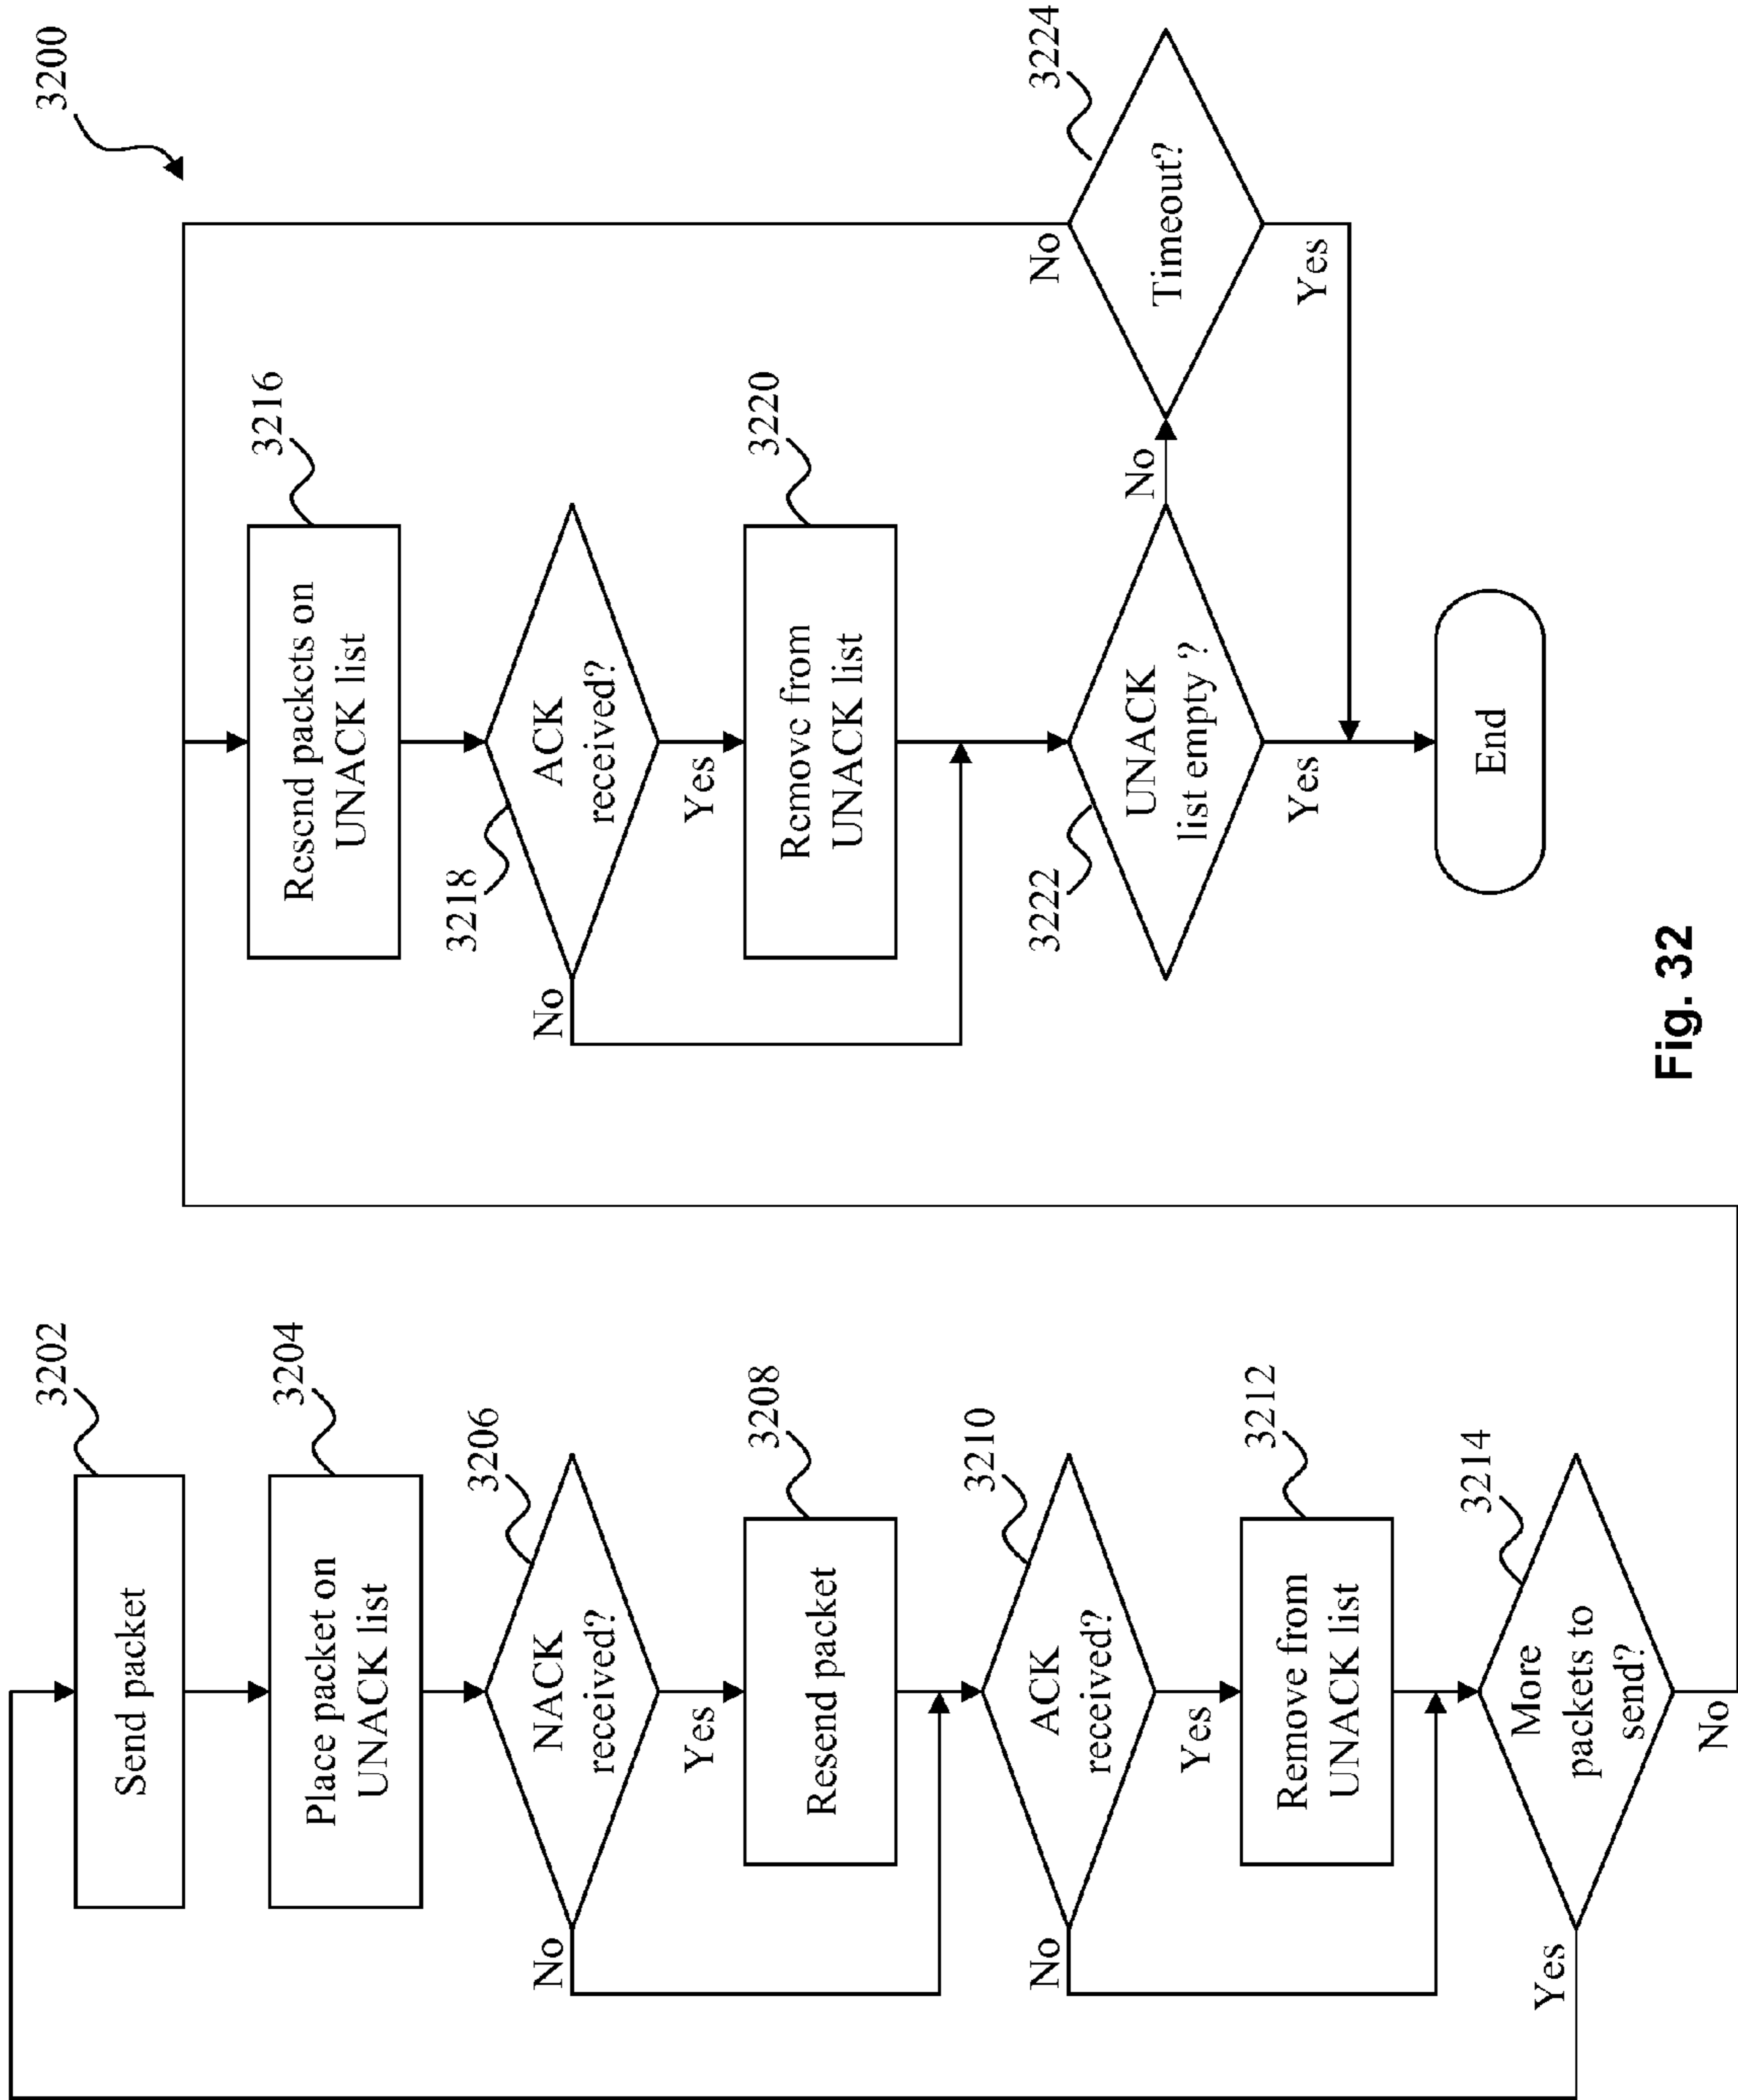 3200
3202
Send packet
3204
Place packet on
UNACK list
3206
NACK
received?
No
Yes
3208
Resend packet
3210
ACK
received?
No
Yes
3212
Remove from
UNACK list
3214
More
packets to
send?
Yes
No
3216
Resend packets on
UNACK list
3218
ACK
received?
No
Yes
3220
Remove from
UNACK list
3222
UNACK
list empty ?
No
Yes
3224
Timeout?
No
Yes
End
Fig. 32